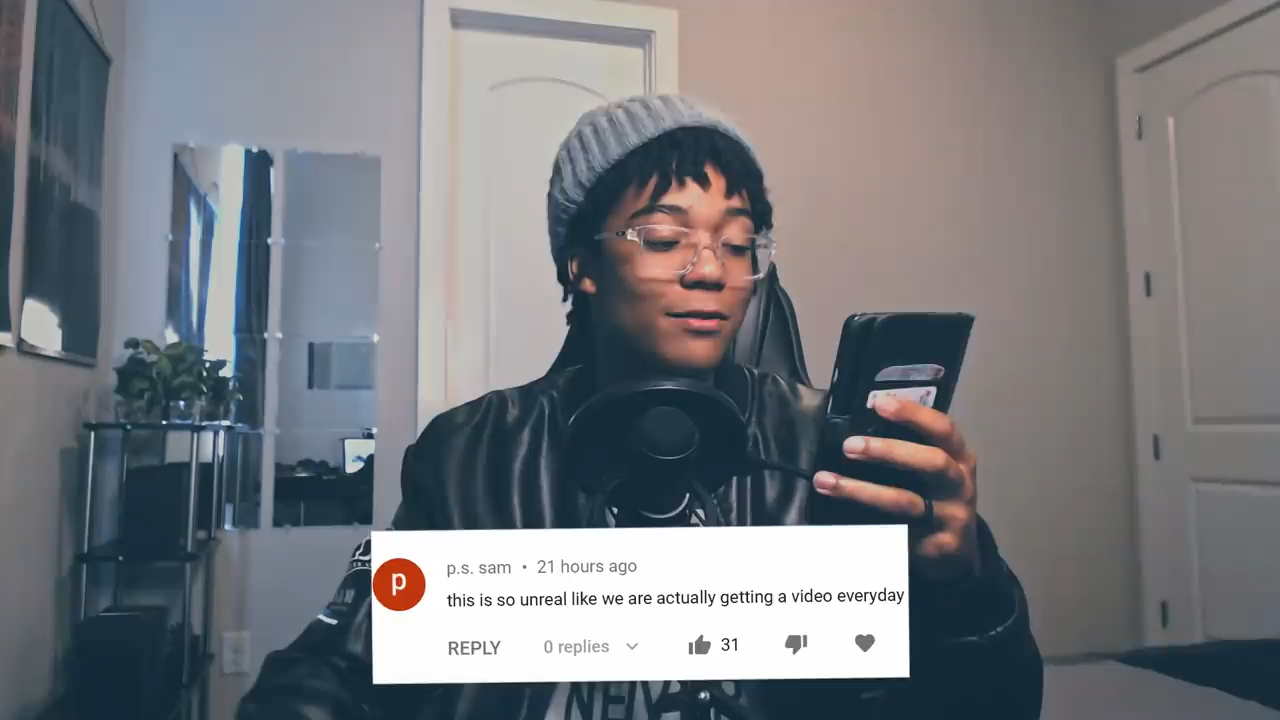 p
p.s. sam • 21 hours ago
this is so unreal like we are actually getting a video everyday
REPLY 0 replies 31